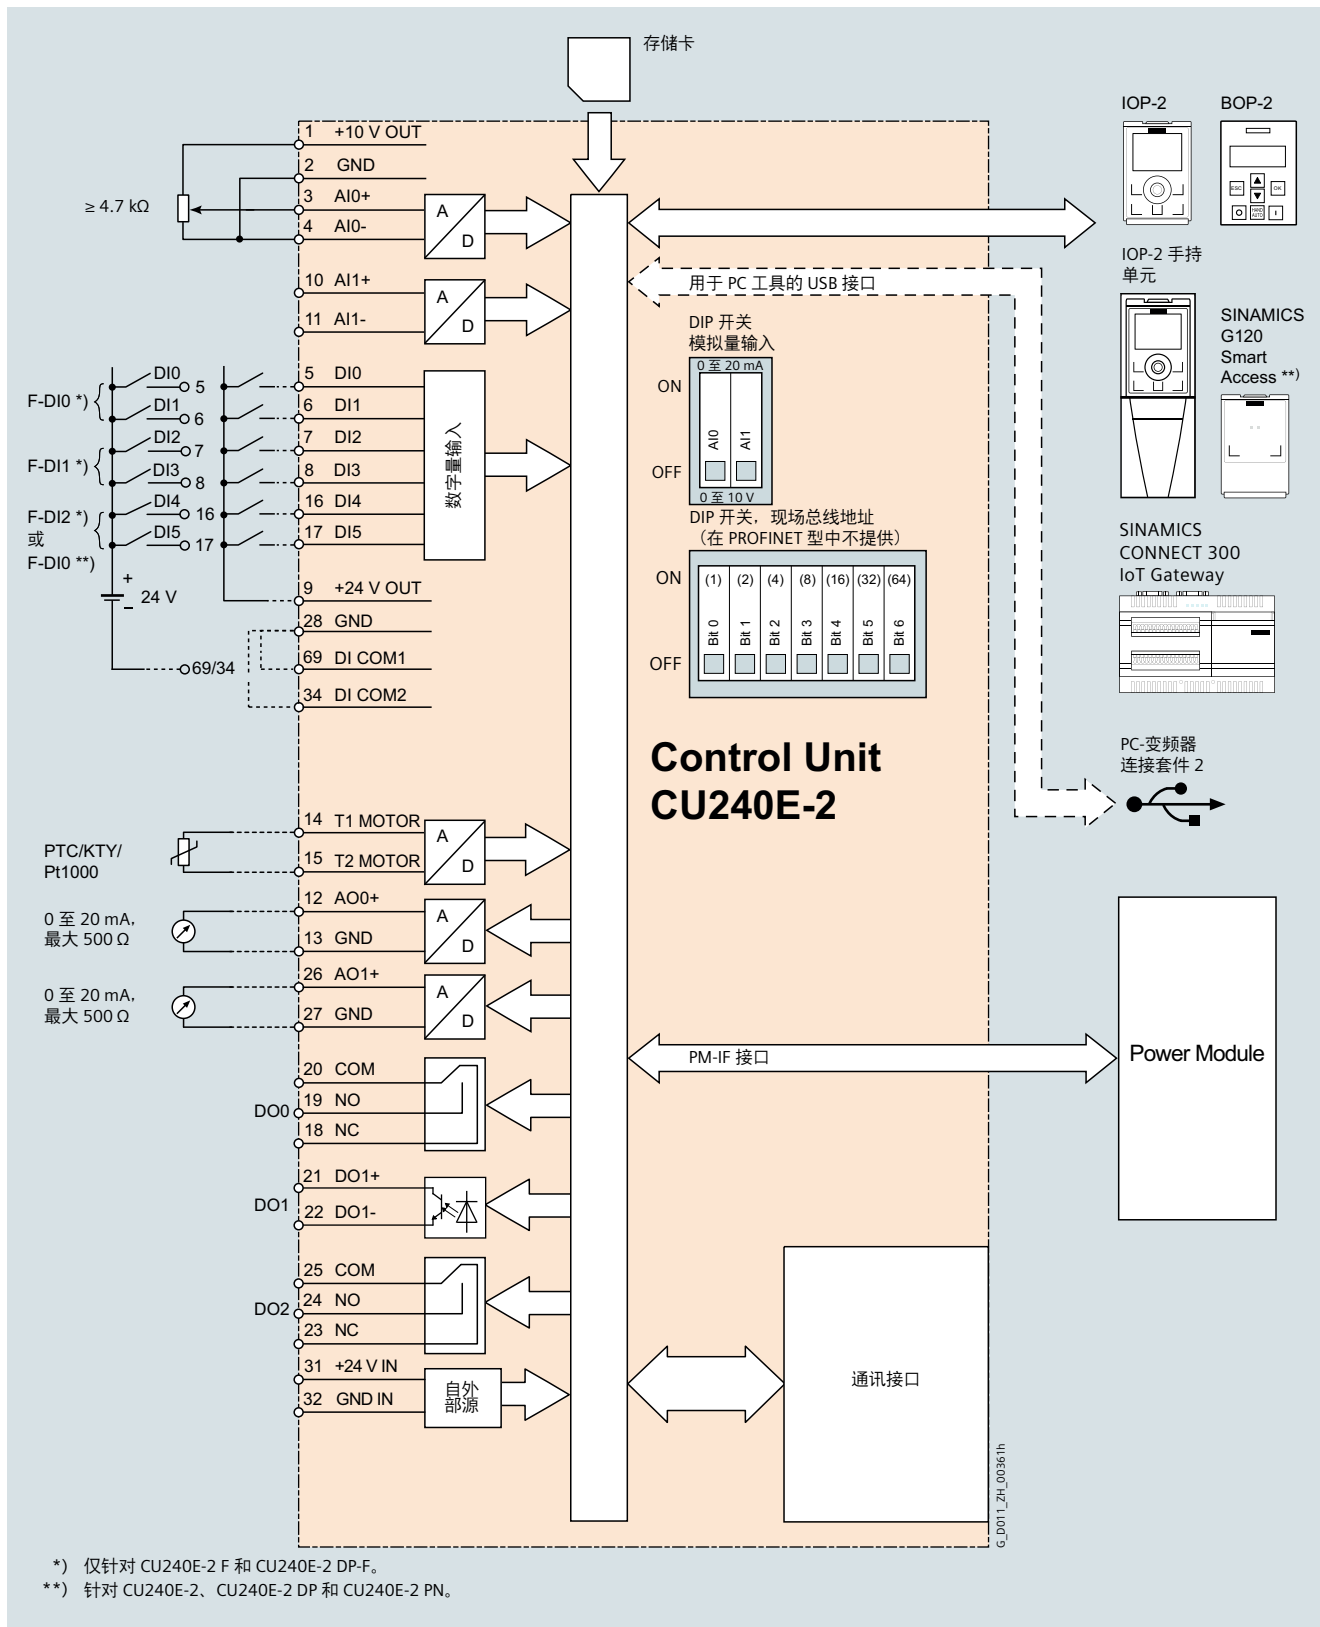 存储卡
IOP-2
BOP-2
1 +10 V OUT
2 GND
3 AI0+
4 AI0-
≥ 4.7 kΩ
A
D
ESC
OK
HAND
AUTO
10 AI1+
11 AI1-
A
D
用于 PC 工具的 USB 接口
IOP-2 手持
单元
SINAMICS
G120
Smart
Access **)
DIP 开关
模拟量输入
0 至 20 mA
ON
OFF
AI0
AI1
0 至 10 V
F-DI0 *)
F-DI1 *)
F-DI2 *)
或
F-DI0 **)
DI0 5
DI1 6
DI2 7
DI3 8
DI4 16
DI5 17
5 DI0
6 DI1
7 DI2
8 DI3
16 DI4
17 DI5
数字量输入
DIP 开关，现场总线地址
（在 PROFINET 型中不提供）
ON
OFF
(1) (2) (4) (8) (16) (32) (64)
Bit 0 Bit 1 Bit 2 Bit 3 Bit 4 Bit 5 Bit 6
SINAMICS
CONNECT 300
IoT Gateway
+
− 24 V
69/34
9 +24 V OUT
28 GND
69 DI COM1
34 DI COM2
Control Unit
CU240E-2
PC-变频器
连接套件 2
PTC/KTY/
Pt1000
14 T1 MOTOR
15 T2 MOTOR
A
D
0 至 20 mA，
最大 500 Ω
12 AO0+
13 GND
A
D
0 至 20 mA，
最大 500 Ω
26 AO1+
27 GND
A
D
PM-IF 接口
Power Module
DO0
20 COM
19 NO
18 NC
DO1
21 DO1+
22 DO1-
DO2
25 COM
24 NO
23 NC
31 +24 V IN
32 GND IN
自外
部源
通讯接口
G_D011_ZH_00361h
*) 仅针对 CU240E-2 F 和 CU240E-2 DP-F。
**) 针对 CU240E-2、CU240E-2 DP 和 CU240E-2 PN。